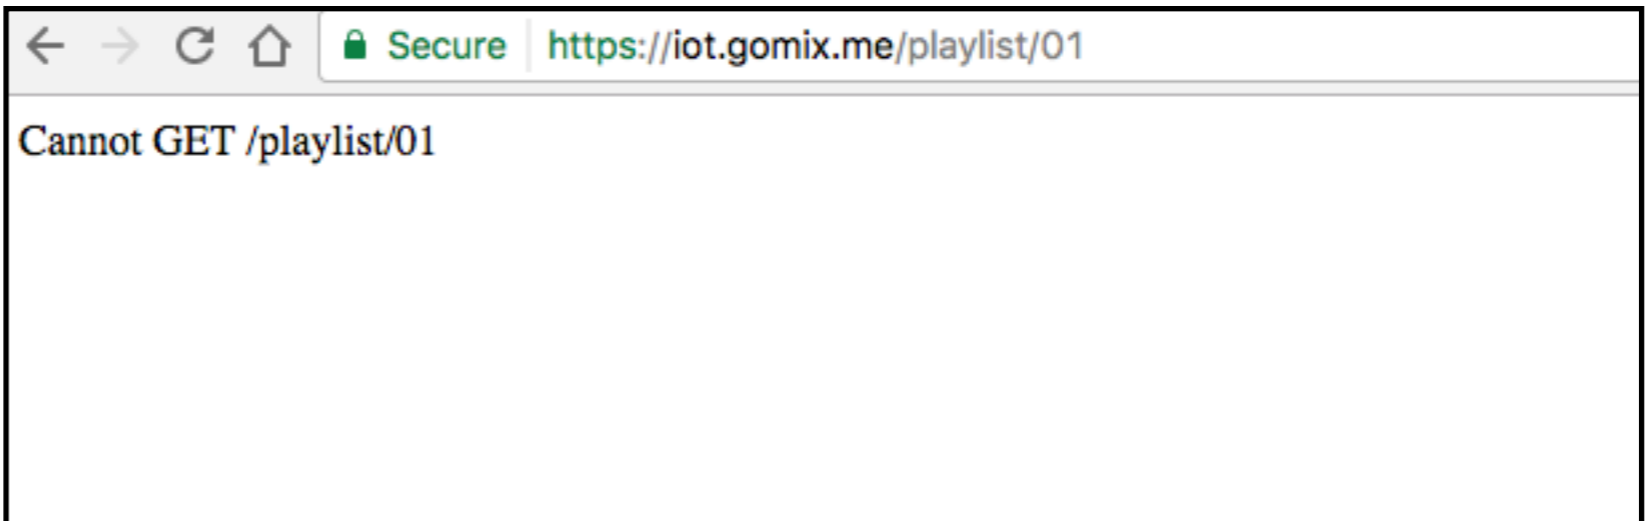 Secure https://iot.gomix.me/playlist/01
Cannot GET /playlist/01